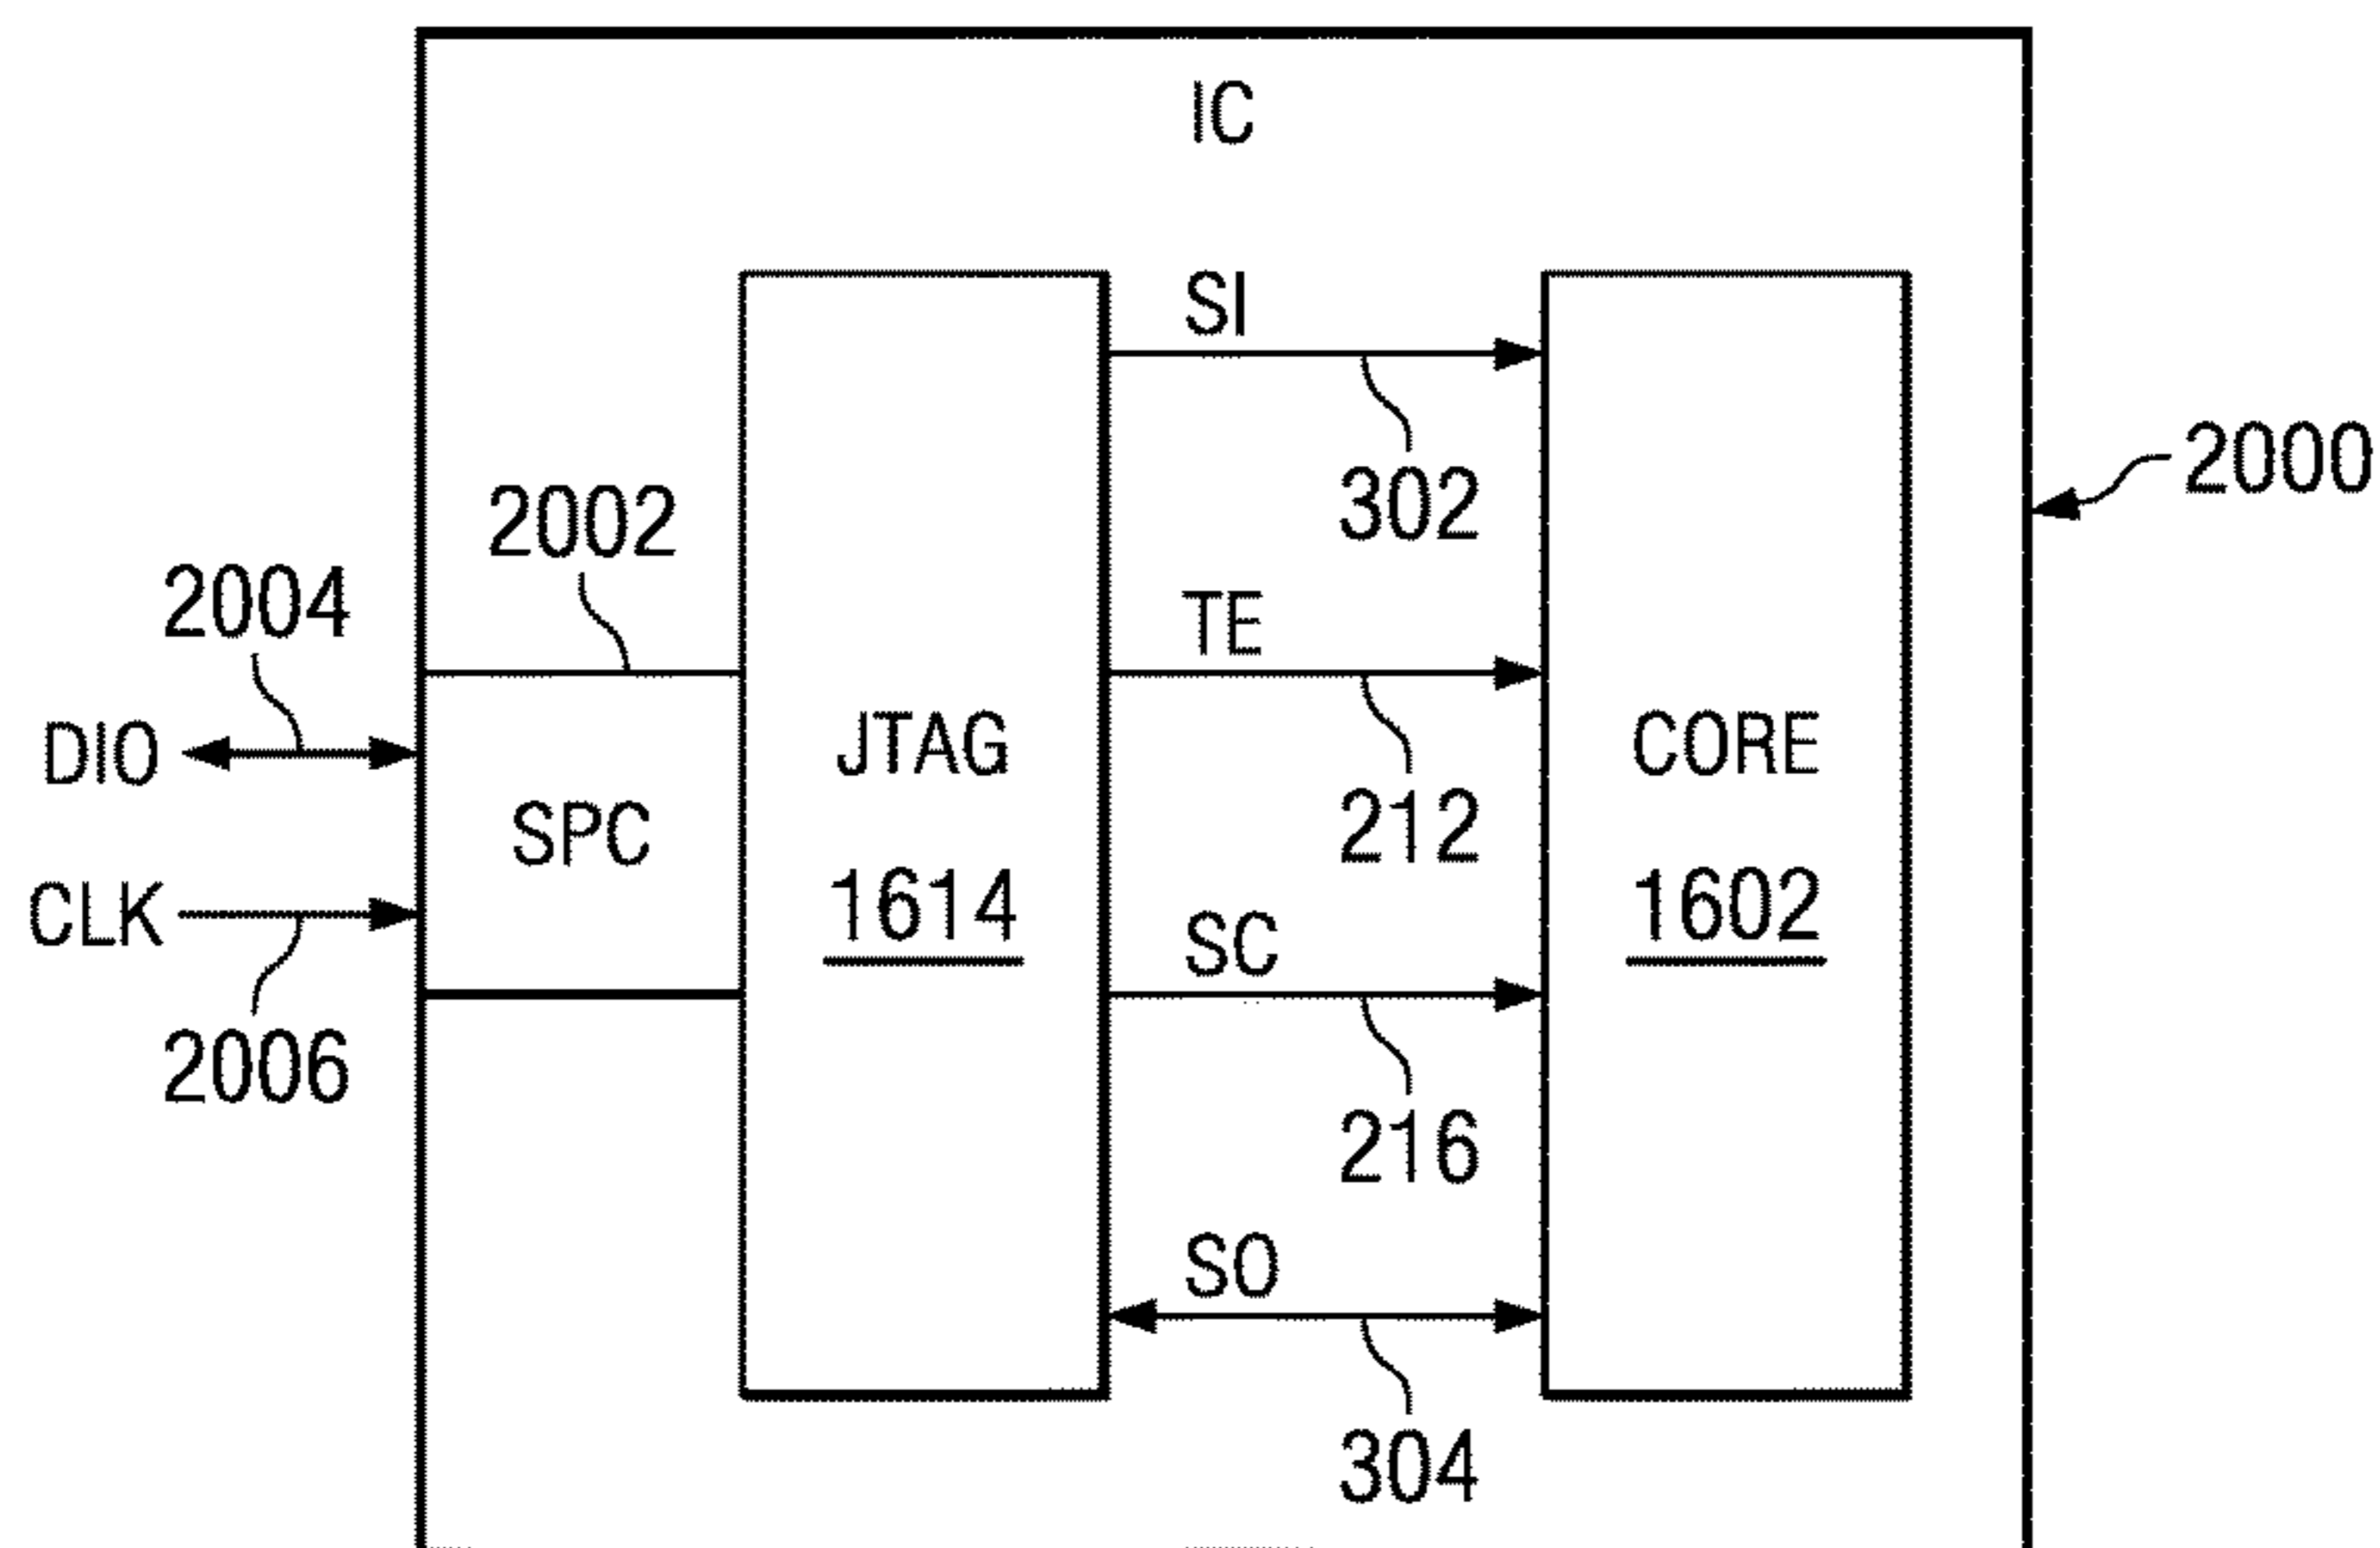 IC
SI
302
2000
2002
2004
TE
DIO
JTAG
CORE
212
SPC
CLK
1614
1602
SC
2006
216
SO
304